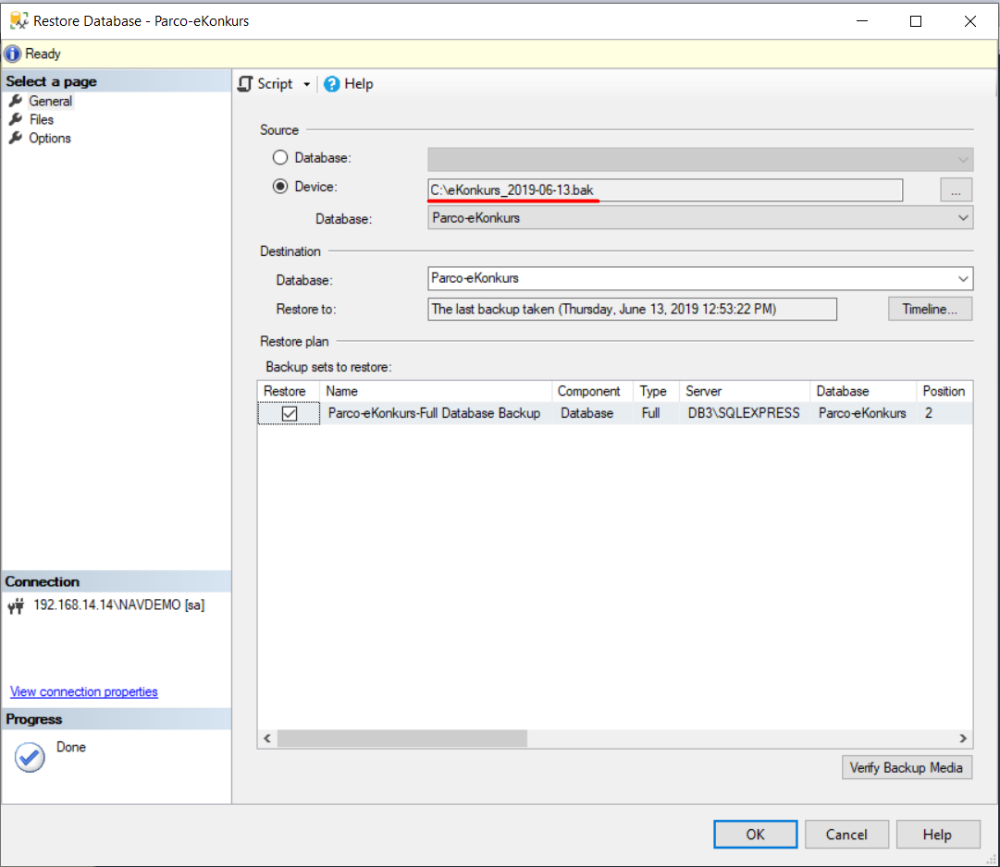 Restore Database - Parco-eKonkurs
Ready
Select a page
General
Files
Options
Script
Help
Source
Database:
Device:
C:\eKonkurs_2019-06-13.bak
...
Database:
Parco-eKonkurs
Destination
Database:
Parco-eKonkurs
Restore to:
The last backup taken (Thursday, June 13, 2019 12:53:22 PM)
Timeline...
Restore plan
Backup sets to restore:
Restore Name Component Type Server Database Position
Parco-eKonkurs-Full Database Backup Database Full DB3\SQLEXPRESS Parco-eKonkurs 2
Connection
192.168.14.14\NAVDEMO [sa]
View connection properties
Progress
Done
Verify Backup Media
OK
Cancel
Help